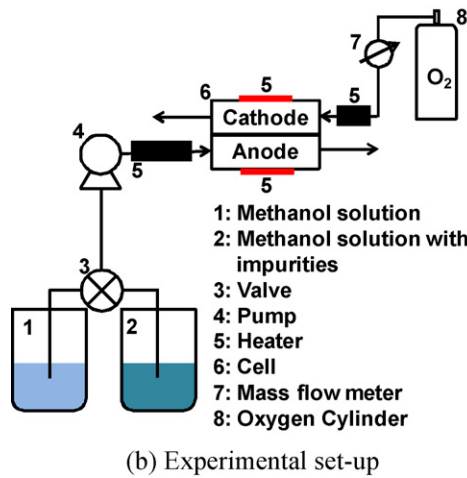 8
7
5
O2
6
5
Cathode
4
Anode
5
5
1: Methanol solution
2: Methanol solution with
impurities
3
3: Valve
1
2
4: Pump
5: Heater
6: Cell
7: Mass flow meter
8: Oxygen Cylinder
(b) Experimental set-up